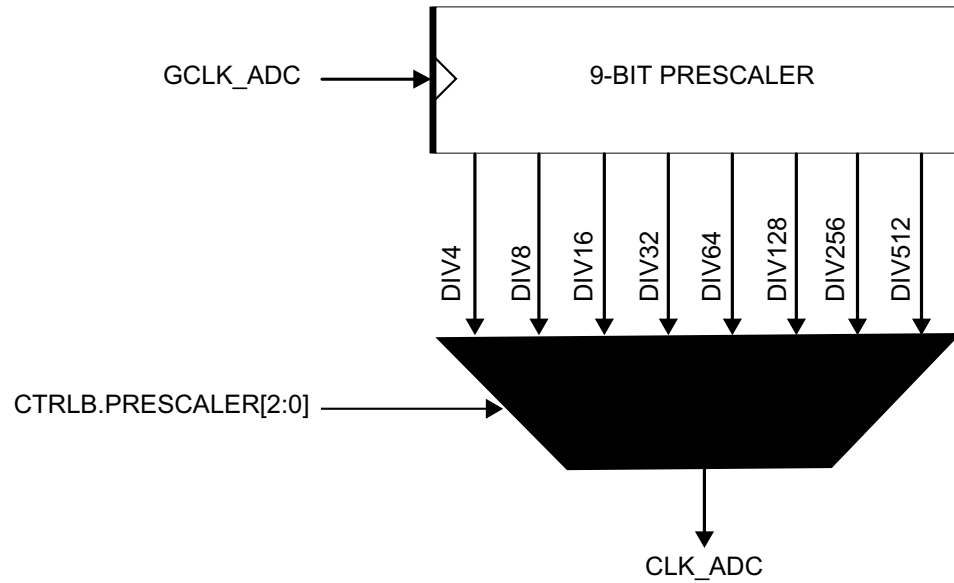 GCLK_ADC
9-BIT PRESCALER
DIV4
DIV8
DIV16
DIV32
DIV64
DIV128
DIV256
DIV512
CTRLB.PRESCALER[2:0]
CLK_ADC